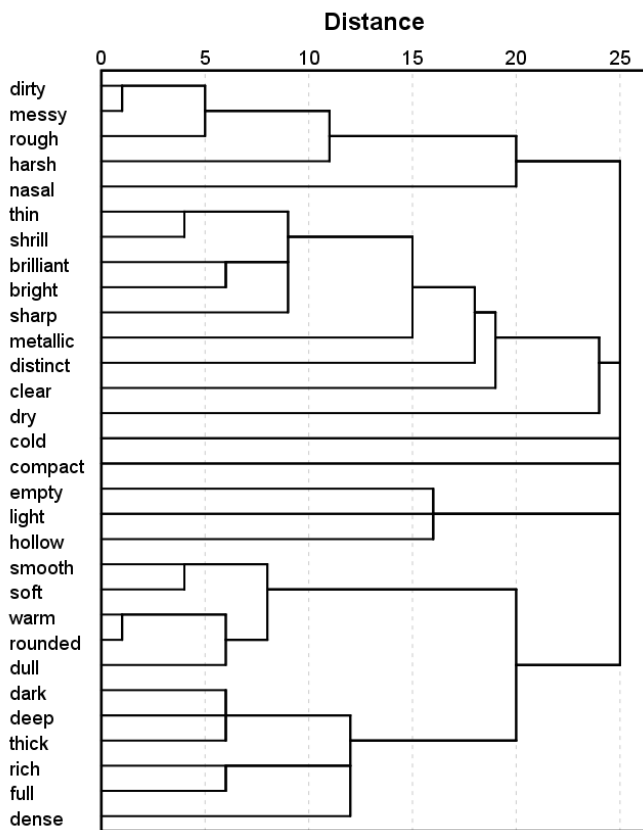 Distance
0 5 10 15 20 25
dirty
messy
rough
harsh
nasal
thin
shrill
brilliant
bright
sharp
metallic
distinct
clear
dry
cold
compact
empty
light
hollow
smooth
soft
warm
rounded
dull
dark
deep
thick
rich
full
dense